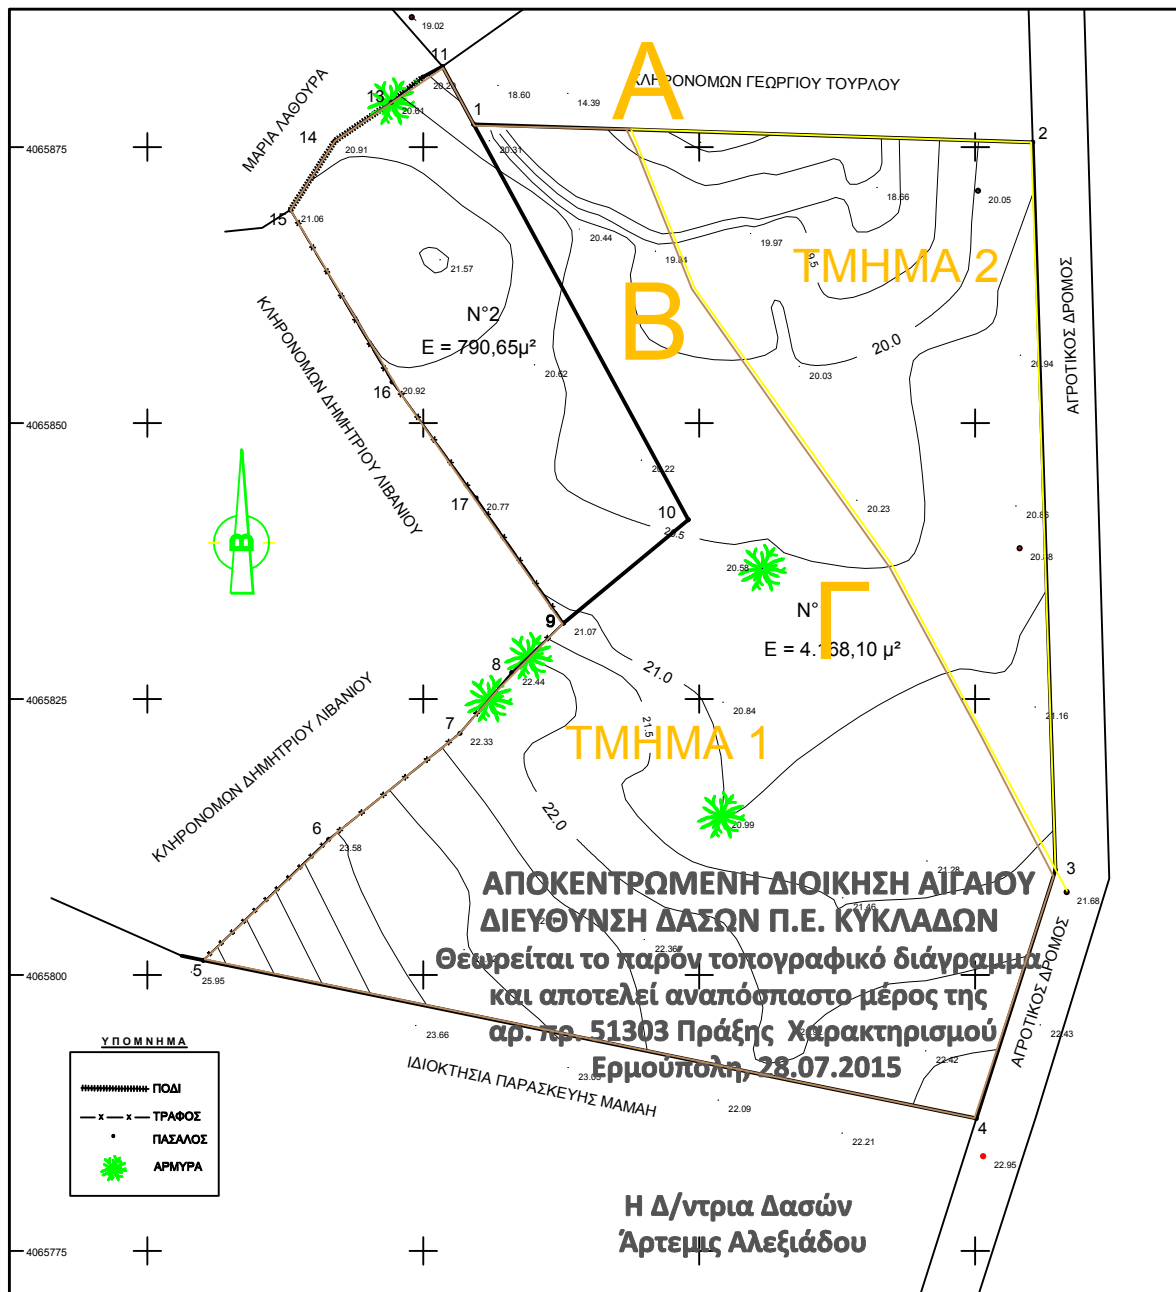 19.02
11
ΚΛΗΡΟΝΟΜΩΝ ΓΕΩΡΓΙΟΥ ΤΟΥΡΛΟΥ
Α
ΜΑΡΙΑ ΛΑΘΟΥΡΑ
13
20.61
18.60
14.39
1
2
4065875
14
20.91
20.31
18.66
20.05
15
21.06
20.44
19.97
19.84
ΤΜΗΜΑ 2
21.57
ΑΓΡΟΤΙΚΟΣ ΔΡΟΜΟΣ
Ν°2
Β
Ε = 790,65μ²
20.0
20.94
20.62
20.03
ΚΛΗΡΟΝΟΜΩΝ ΔΗΜΗΤΡΙΟΥ ΛΙΒΑΝΙΟΥ
16
20.92
4065850
20.22
17
20.77
20.23
10
20.5
20.86
Β
20.58
Γ
Ν°
9
21.07
Ε = 4.168,10 μ²
8
22.44
21.0
4065825
ΚΛΗΡΟΝΟΜΩΝ ΔΗΜΗΤΡΙΟΥ ΛΙΒΑΝΙΟΥ
7
22.33
21.5
20.84
21.16
ΤΜΗΜΑ 1
22.0
6
23.58
20.99
3
21.28
21.68
ΑΠΟΚΕΝΤΡΩΜΕΝΗ ΔΙΟΙΚΗΣΗ ΑΙΓΑΙΟΥ
21.46
ΔΙΕΥΘΥΝΣΗ ΔΑΣΩΝ Π.Ε. ΚΥΚΛΑΔΩΝ
22.36
Θεωρείται το παρόν τοπογραφικό διάγραμμα
5
25.95
4065800
και αποτελεί αναπόσπαστο μέρος της
ΑΓΡΟΤΙΚΟΣ ΔΡΟΜΟΣ
αρ. πρ. 51303 Πράξης Χαρακτηρισμού
23.66
22.43
22.42
Ερμούπολη, 28.07.2015
23.05
ΙΔΙΟΚΤΗΣΙΑ ΠΑΡΑΣΚΕΥΗΣ ΜΑΜΑΗ
22.09
4
22.21
22.95
ΥΠΟΜΝΗΜΑ
ΠΟΔΙ
ΤΡΑΦΟΣ
ΠΑΣΑΛΟΣ
ΑΡΜΥΡΑ
Η Δ/ντρια Δασών
Άρτεμις Αλεξιάδου
4065775